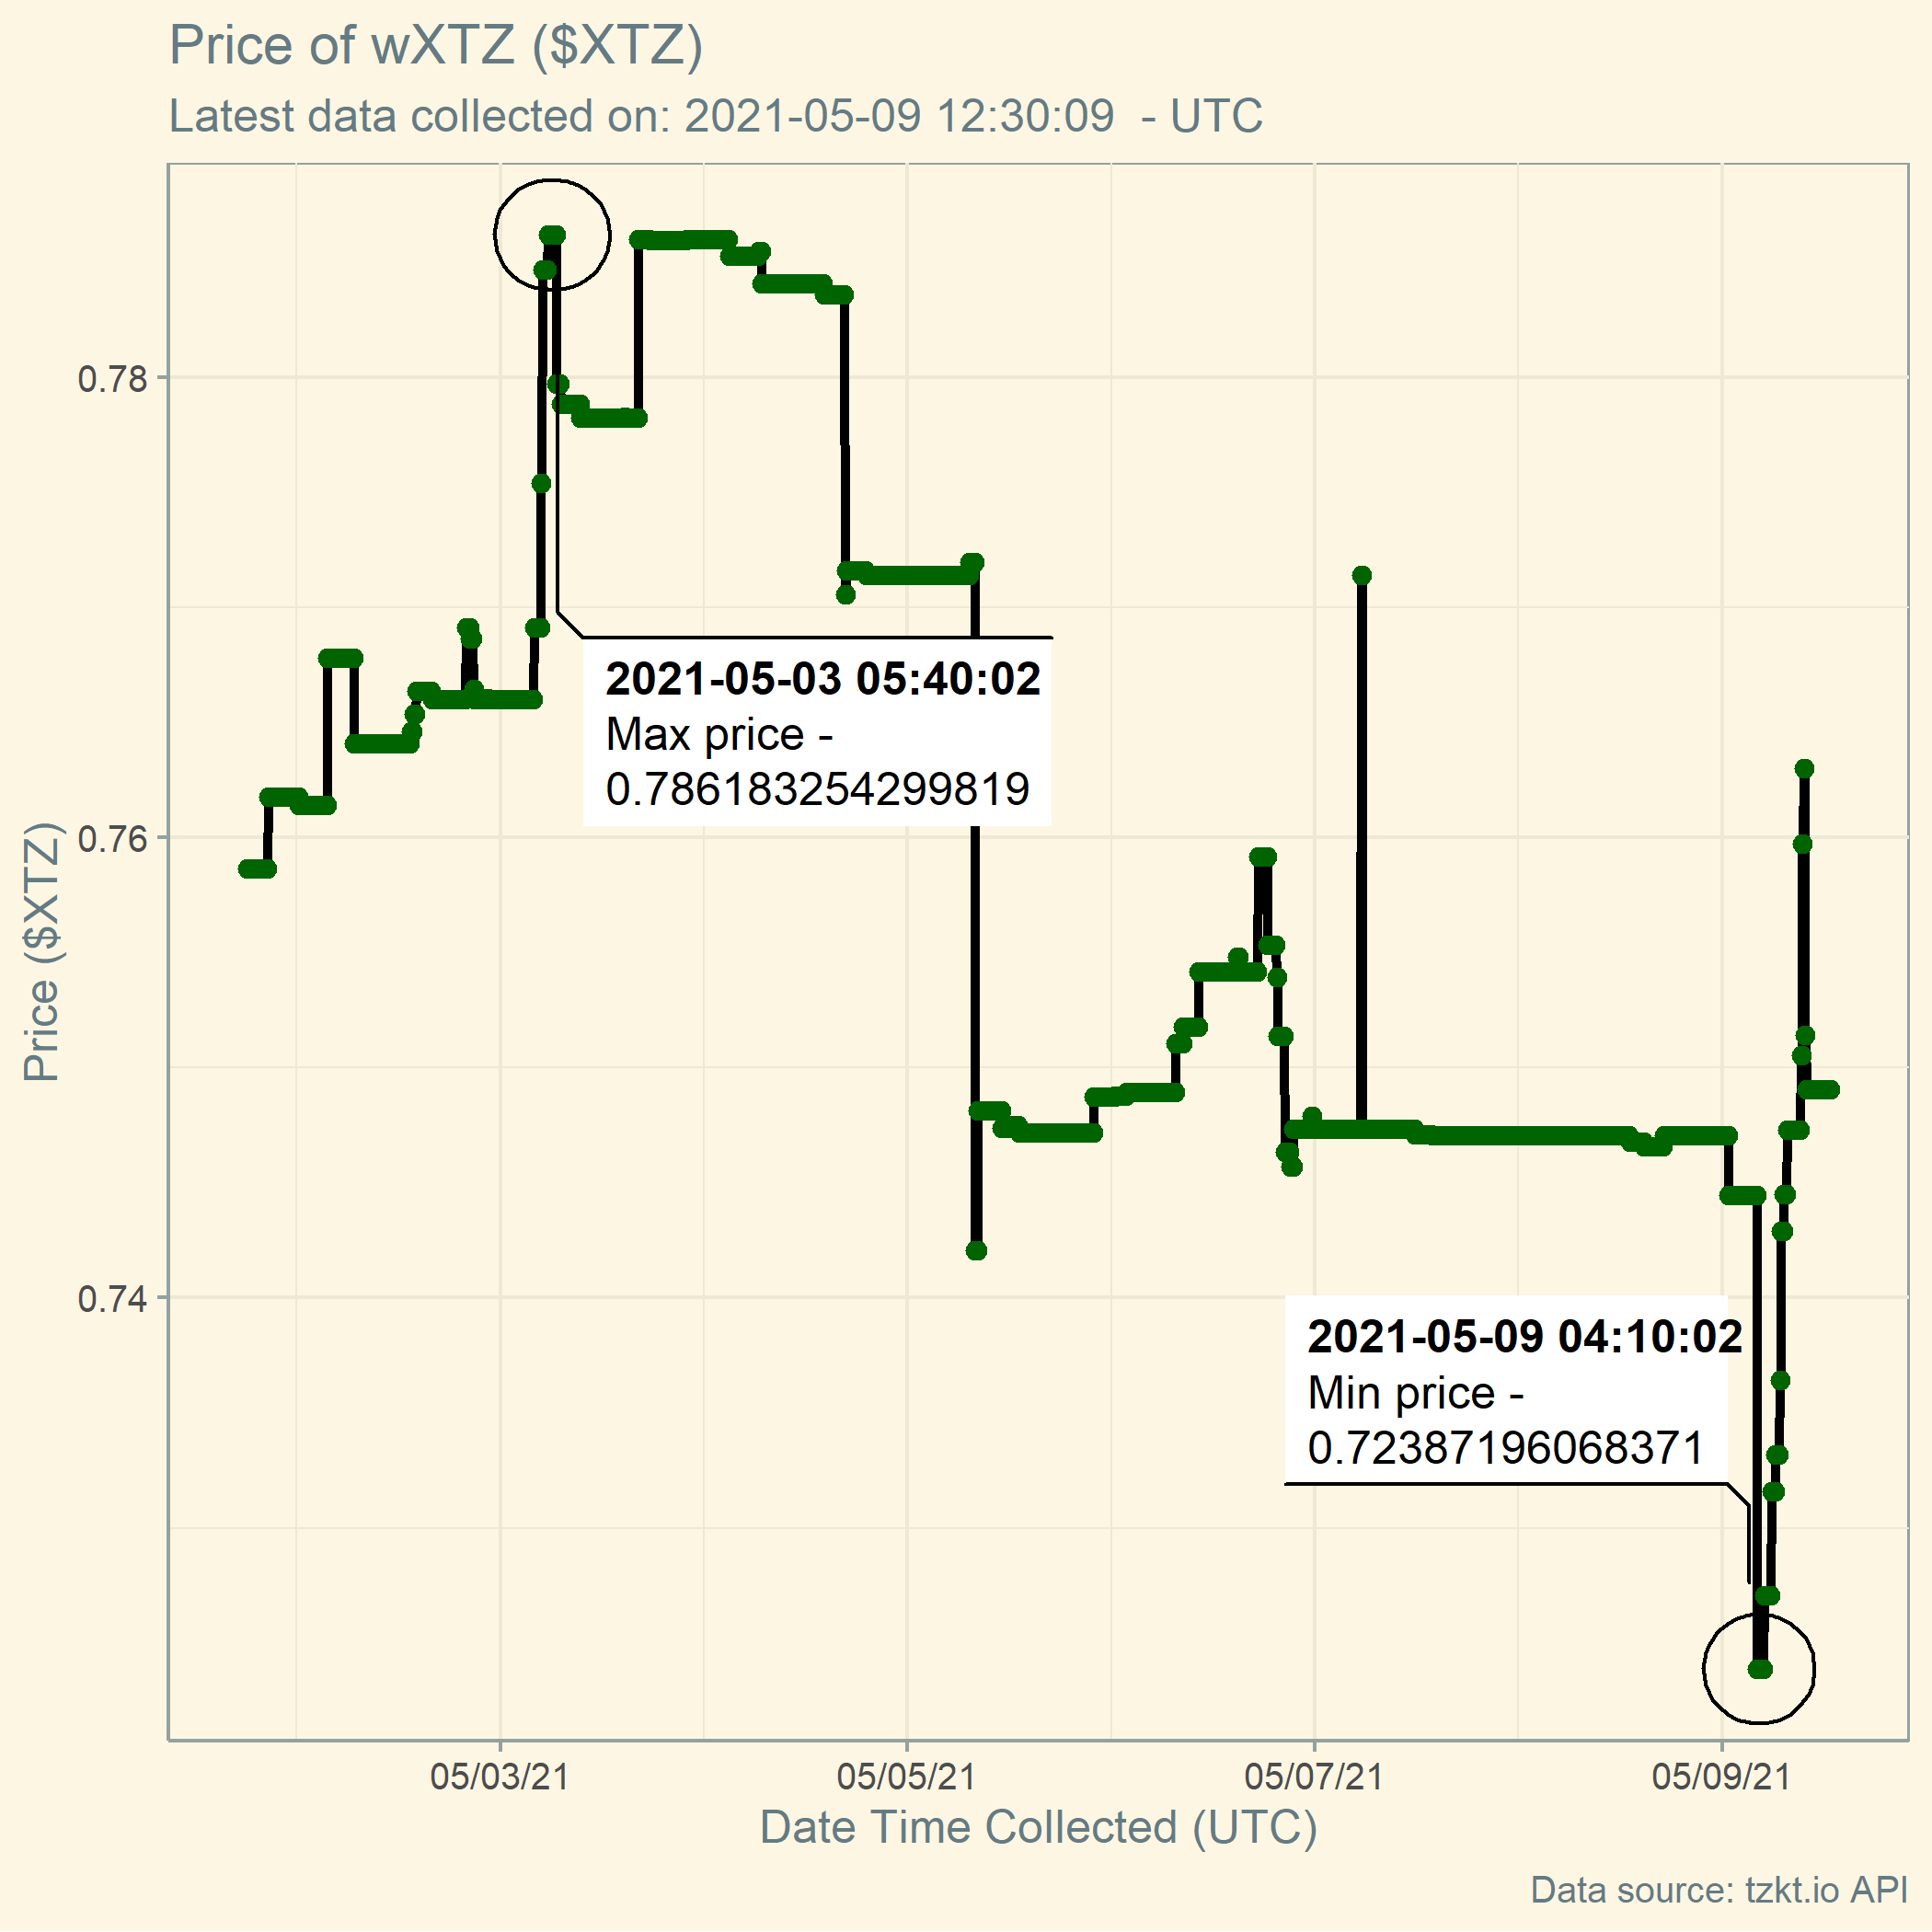 Price of wXTZ ($XTZ)
Latest data collected on: 2021-05-09 12:30:09  - UTC
Price ($XTZ)
0.78
0.76
0.74
2021-05-03 05:40:02
Max price -
0.786183254299819
2021-05-09 04:10:02
Min price -
0.72387196068371
05/03/21
05/05/21
05/07/21
05/09/21
Date Time Collected (UTC)
Data source: tzkt.io API